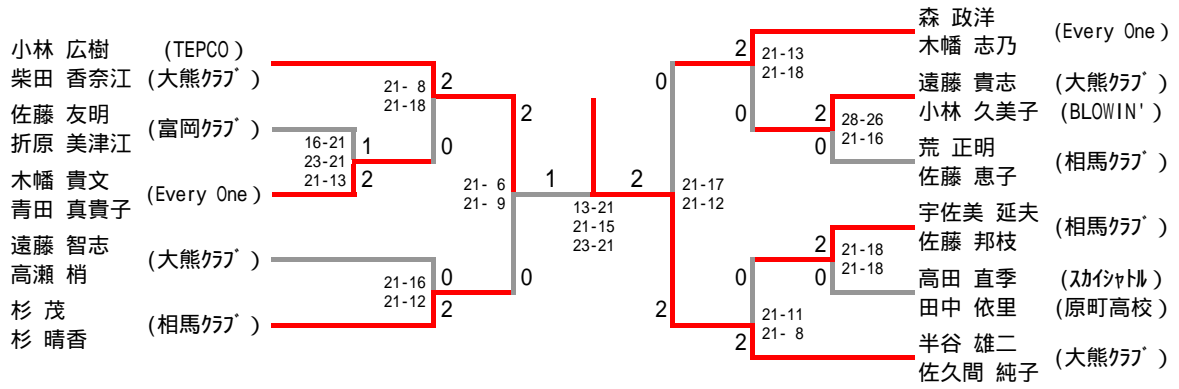 小林 広樹 (TEPCO)
柴田 香奈江 (大熊ｸﾗﾌﾞ)
佐藤 友明
折原 美津江
(富岡ｸﾗﾌﾞ)
木幡 貴文
青田 真貴子
(Every One)
遠藤 智志
高瀬 梢
(大熊ｸﾗﾌﾞ)
杉 茂
杉 晴香
(相馬ｸﾗﾌﾞ)
21- 8
21-18
2
0
16-21
23-21
21-13
1
2
21-16
21-12
0
2
21- 6
21- 9
2
0
1
2
13-21
21-15
23-21
21-17
21-12
0
2
21-13
21-18
2
0
28-26
21-16
2
0
21-18
21-18
2
0
21-11
21- 8
0
2
森 政洋
木幡 志乃
(Every One)
遠藤 貴志 (大熊ｸﾗﾌﾞ)
小林 久美子 (BLOWIN')
荒 正明
佐藤 恵子
(相馬ｸﾗﾌﾞ)
宇佐美 延夫
佐藤 邦枝
(相馬ｸﾗﾌﾞ)
高田 直季 (ｽｶｲｼｬﾄﾙ)
田中 依里 (原町高校)
半谷 雄二
佐久間 純子
(大熊ｸﾗﾌﾞ)